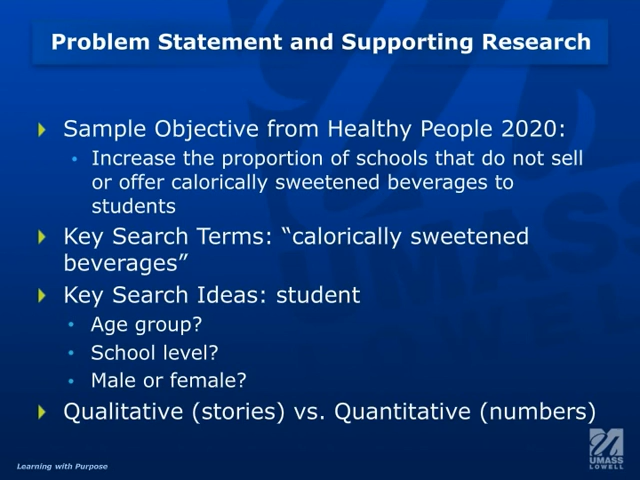 Problem Statement and Supporting Research
Sample Objective from Healthy People 2020:
Increase the proportion of schools that do not sell
or offer calorically sweetened beverages to
students
Key Search Terms: “calorically sweetened
beverages”
Key Search Ideas: student
Age group?
School level?
Male or female?
Qualitative (stories) vs. Quantitative (numbers)
UMASS
LOWELL
Learning with Purpose
UMASS
LOWELL